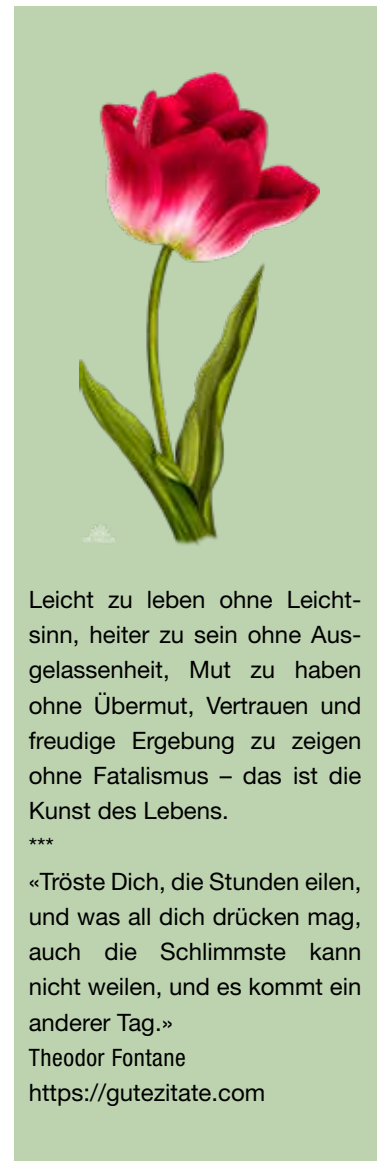 Leicht zu leben ohne Leicht-
sinn, heiter zu sein ohne Aus-
gelassenheit, Mut zu haben
ohne Übermut, Vertrauen und
freudige Ergebung zu zeigen
ohne Fatalismus – das ist die
Kunst des Lebens.
***
«Tröste Dich, die Stunden eilen,
und was all dich drücken mag,
auch die Schlimmste kann
nicht weilen, und es kommt ein
anderer Tag.»
Theodor Fontane
https://gutezitate.com